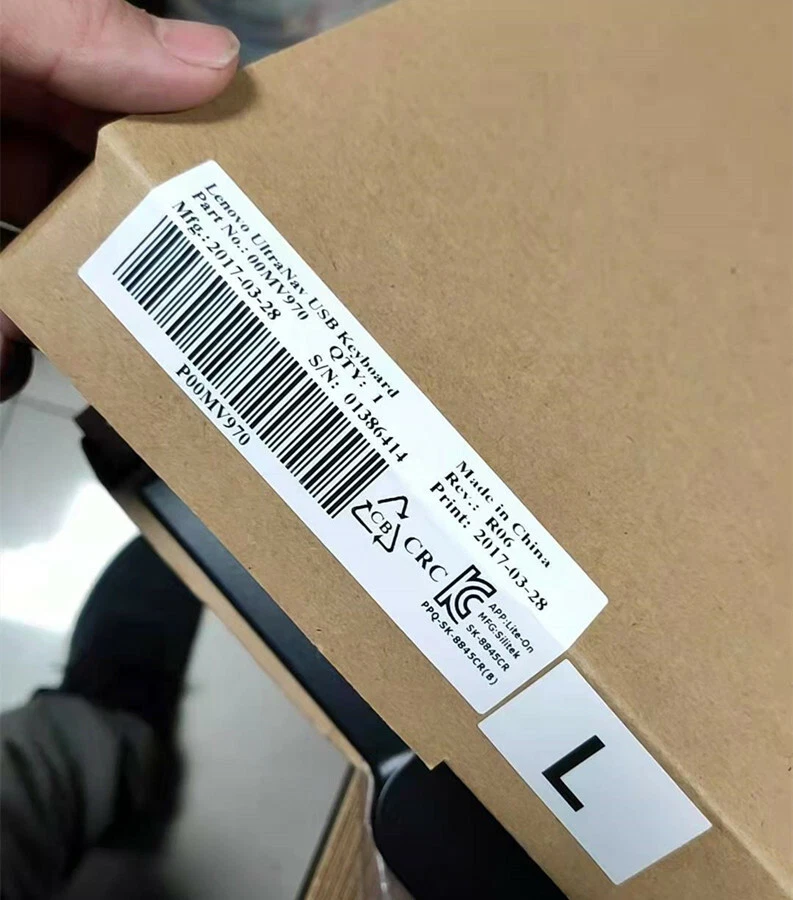 Lenovo UltraNav USB Keyboard
Part No.: 00MV970 QTY: 1
Mfg.: 2017-03-28 S/N: 01386414
P00MV970
Made in China
Rev.: R06
Print: 2017-03-28
CB
CRC
APP:Lite-On
MFG:Silitek
SK-8845CR
PPQ-SK-8845CR(B)
L